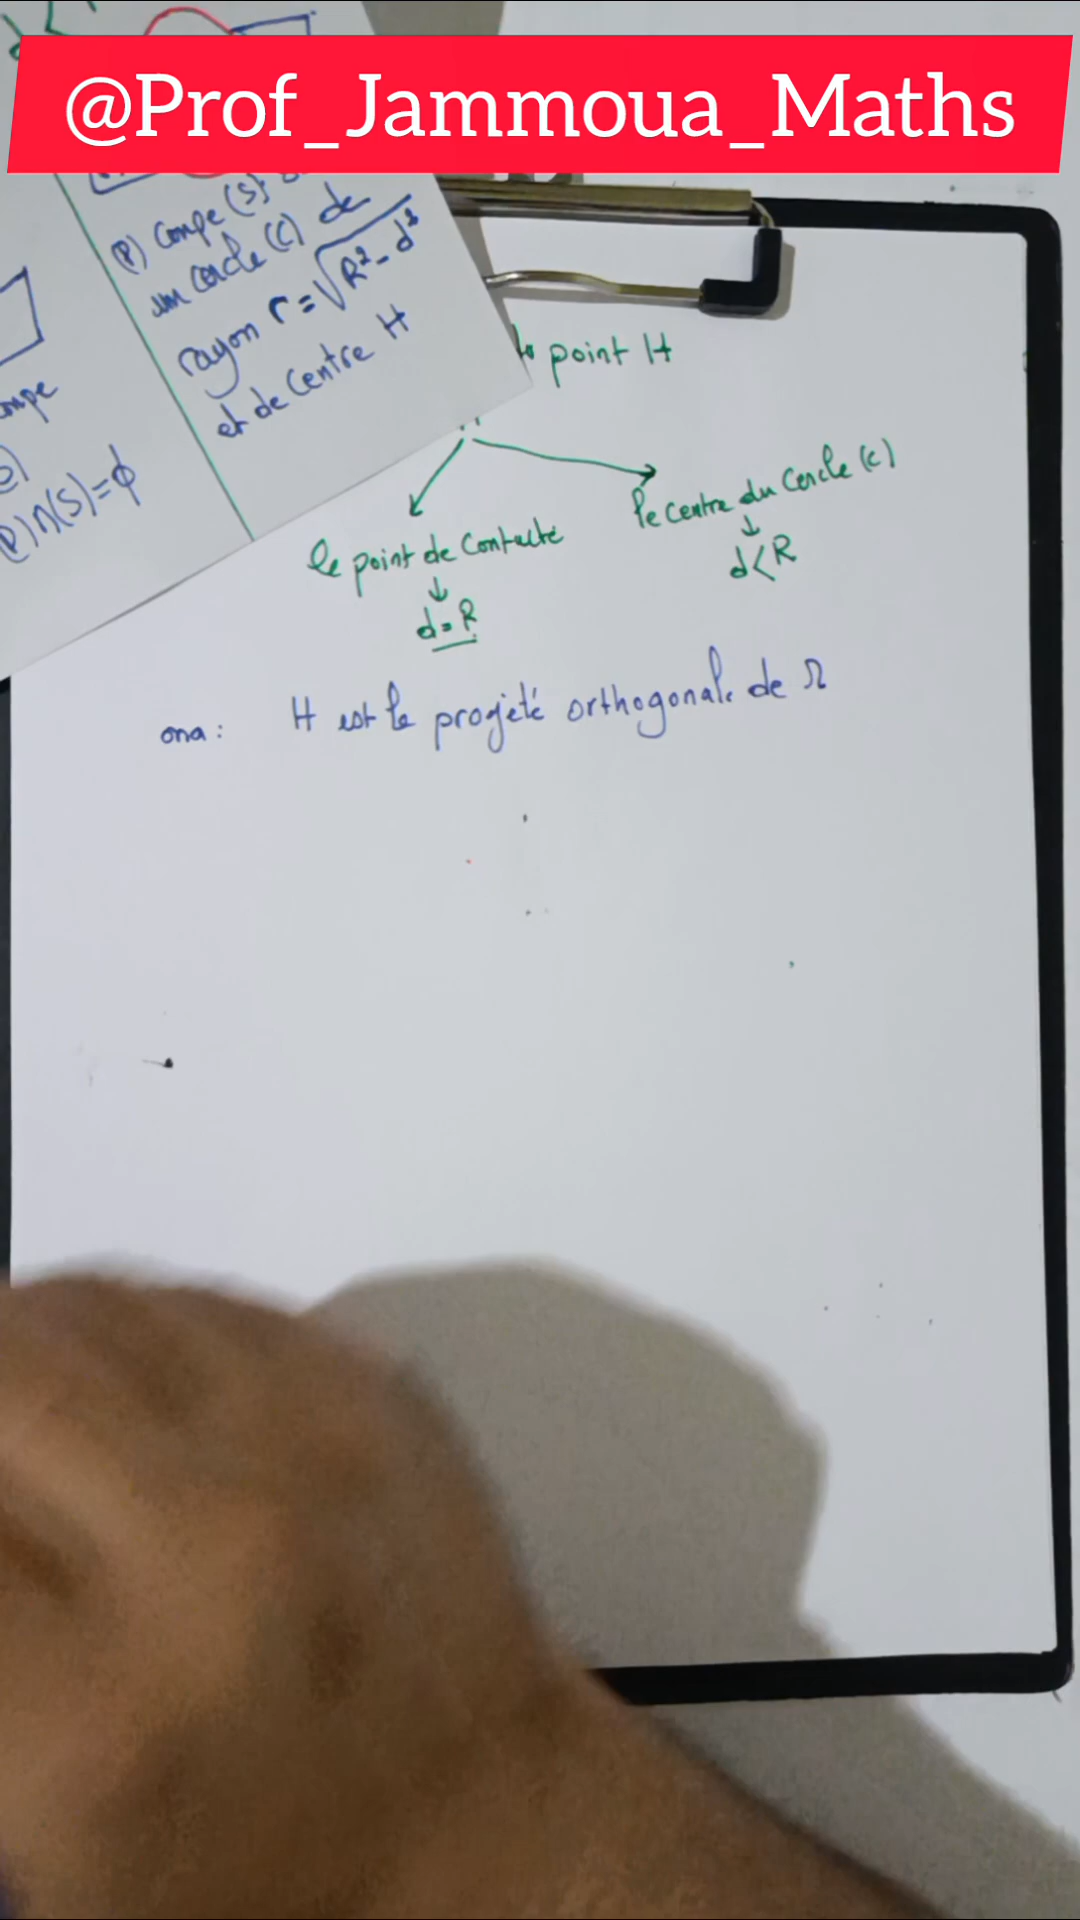 @Prof_Jammoua_Maths
(P) coupe (S)
un cercle (C) de
rayon r = √R² - d²
et de centre H
(P)∩(S)=φ
point H
le point de contacte
d = R
le centre du cercle (C)
d < R
ona : H est le projeté orthogonale de Ω